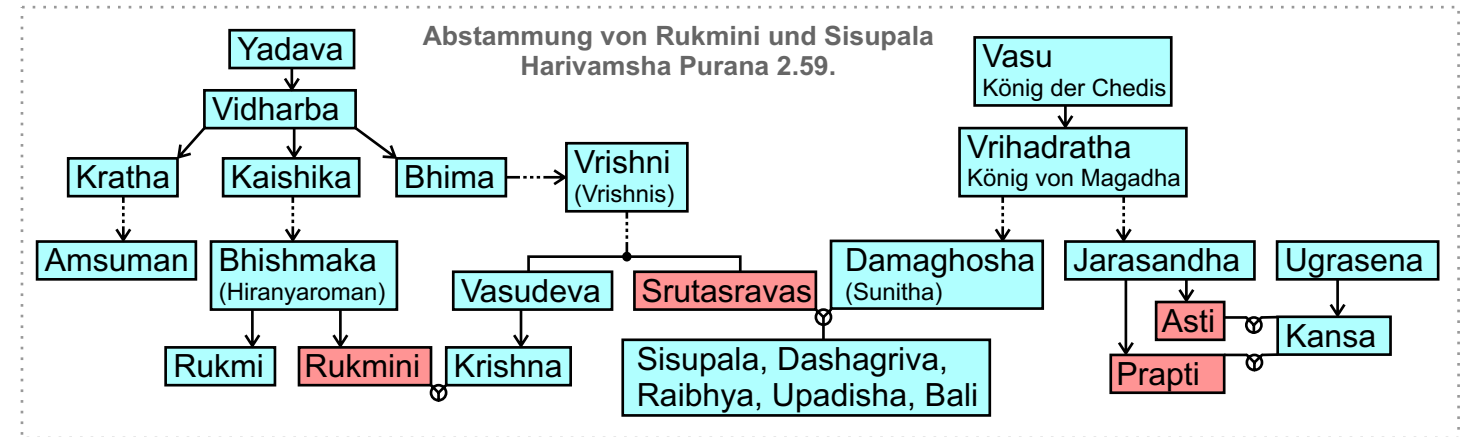 Abstammung von Rukmini und Sisupala
Harivamsha Purana 2.59.
Yadava
Vidharba
Kratha
Kaishika
Bhima
Vrishni
(Vrishnis)
Vasu
König der Chedis
Vrihadratha
König von Magadha
Amsuman
Bhishmaka
(Hiranyaroman)
Vasudeva
Srutasravas
Damaghosha
(Sunitha)
Jarasandha
Ugrasena
Rukmi
Rukmini
Krishna
Sisupala, Dashagriva,
Raibhya, Upadisha, Bali
Asti
Kansa
Prapti